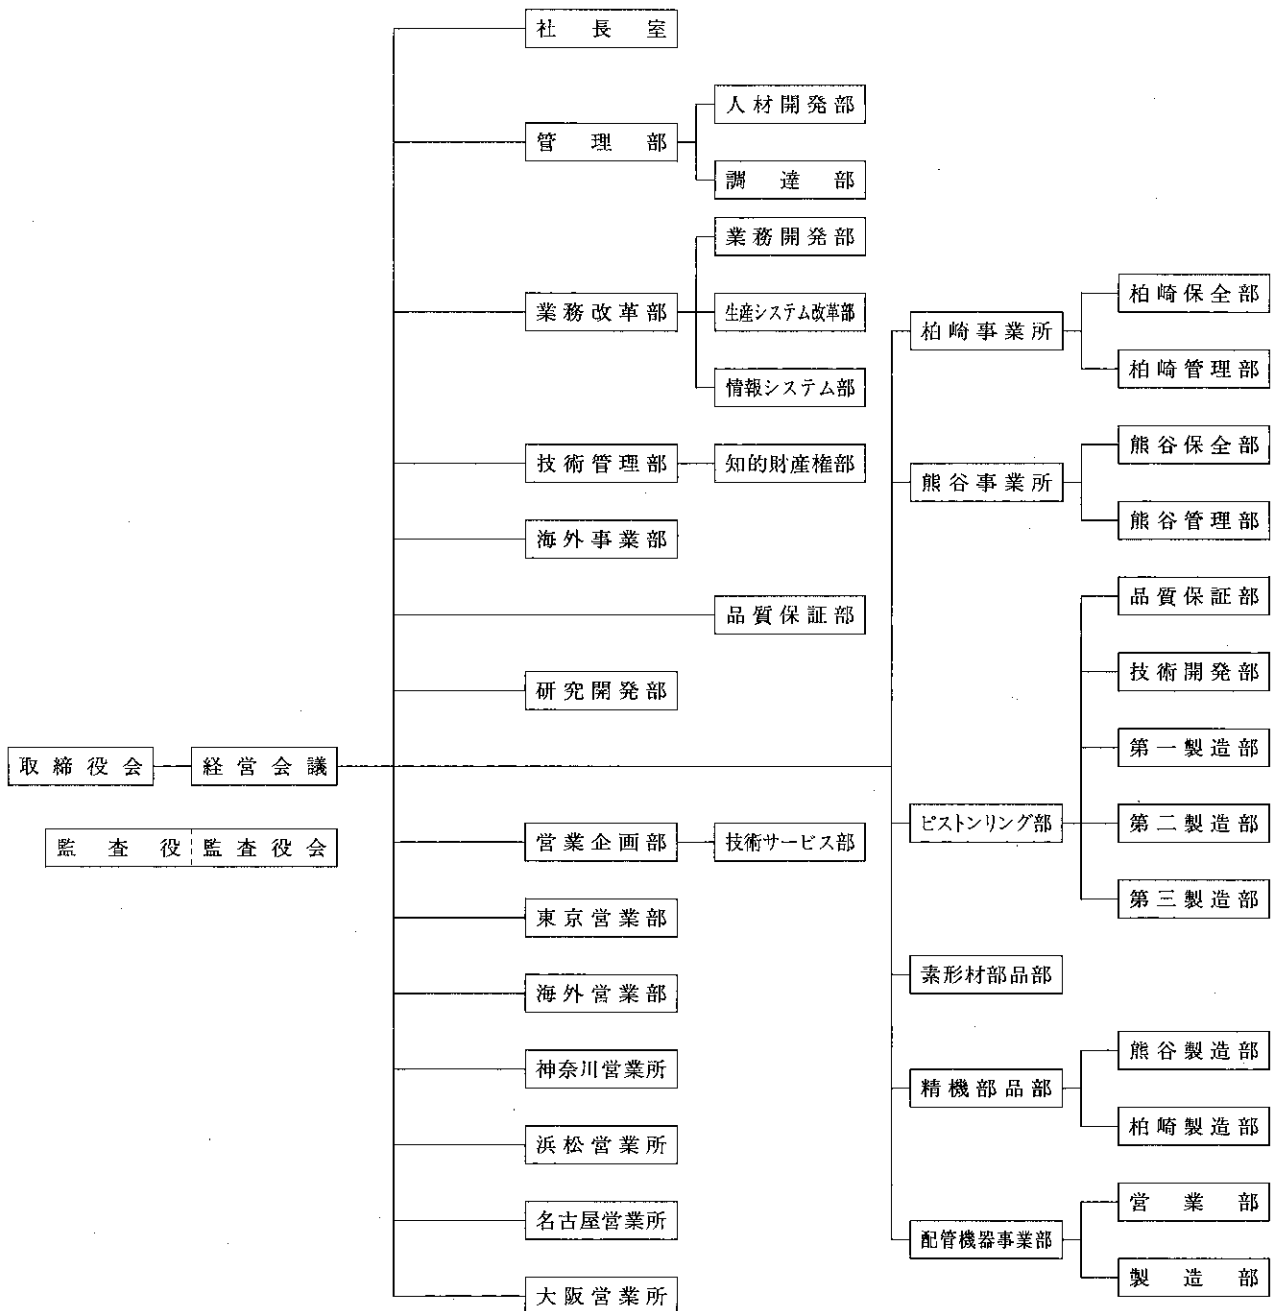 社長室
人材開発部
管理部
調達部
業務開発部
業務改革部
生産システム改革部
情報システム部
技術管理部
知的財産権部
海外事業部
品質保証部
研究開発部
取締役会
経営会議
監査役
監査役会
営業企画部
技術サービス部
東京営業部
海外営業部
神奈川営業所
浜松営業所
名古屋営業所
大阪営業所
柏崎事業所
柏崎保全部
柏崎管理部
熊谷事業所
熊谷保全部
熊谷管理部
ピストンリング部
品質保証部
技術開発部
第一製造部
第二製造部
第三製造部
素形材部品部
精機部品部
熊谷製造部
柏崎製造部
配管機器事業部
営業部
製造部